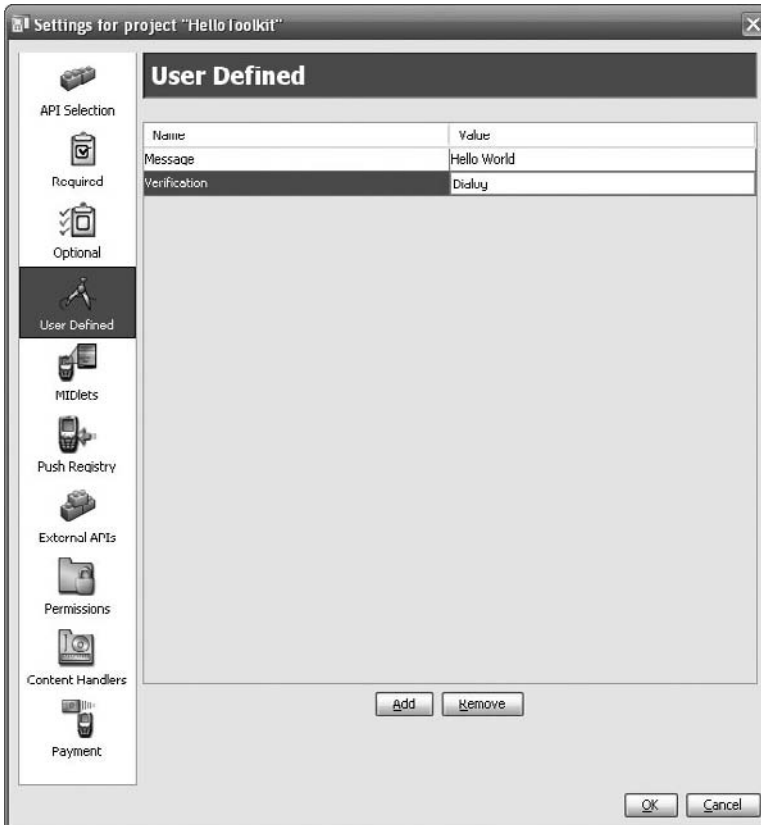 Settings for project "HelloToolkit"
API Selection
Required
Optional
User Defined
MIDlets
Push Registry
External APIs
Permissions
Content Handlers
Payment
User Defined
Name Value
Message Hello World
Verification Dialog
Add Remove
OK Cancel